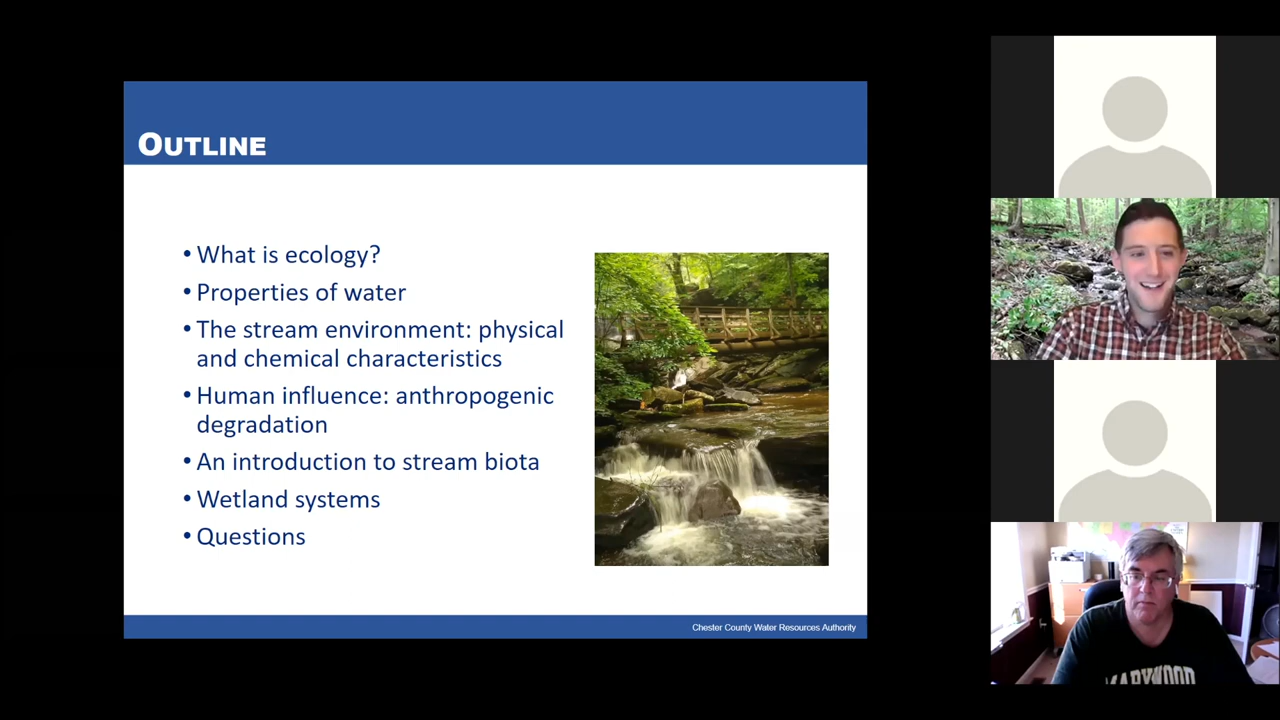 OUTLINE
• What is ecology?
• Properties of water
• The stream environment: physical
and chemical characteristics
• Human influence: anthropogenic
degradation
• An introduction to stream biota
• Wetland systems
• Questions
Chester County Water Resources Authority
MARYWOOD